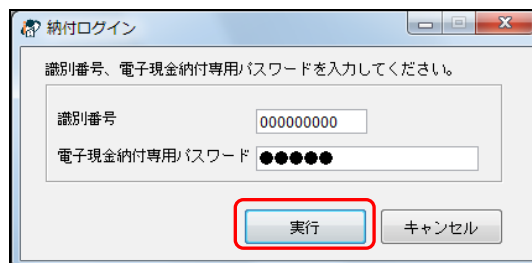 納付ログイン
識別番号、電子現金納付専用パスワードを入力してください。
識別番号 000000000
電子現金納付専用パスワード ●●●●●
実行 キャンセル